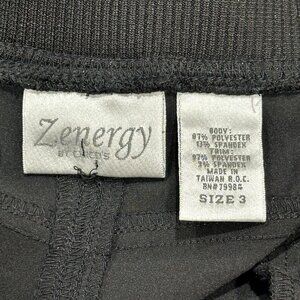 Zenergy
BY CHICOS
BODY:
87% POLYESTER
13% SPANDEX
TRIM:
97% POLYESTER
3% SPANDEX
MADE IN
TAIWAN R.O.C.
RN#79984
SIZE 3